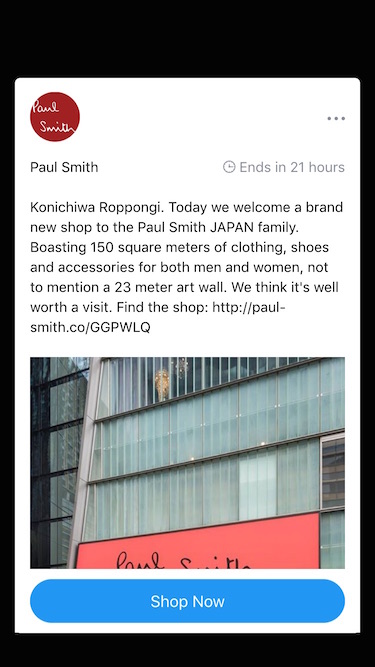 Paul
Smith
Paul Smith
Ends in 21 hours
Konichiwa Roppongi. Today we welcome a brand
new shop to the Paul Smith JAPAN family.
Boasting 150 square meters of clothing, shoes
and accessories for both men and women, not
to mention a 23 meter art wall. We think it's well
worth a visit. Find the shop: http://paul-
smith.co/GGPWLQ
Paul Smith
Shop Now